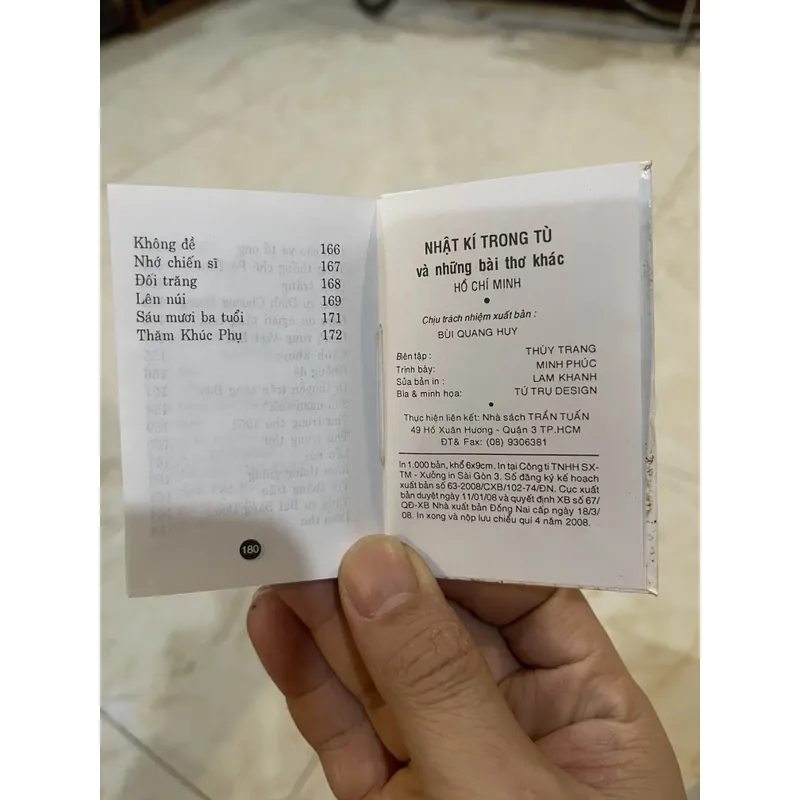 Không đề 166
Nhớ chiến sĩ 167
Đối trăng 168
Lên núi 169
Sáu mươi ba tuổi 171
Thăm Khúc Phụ 172
180
NHẬT KÍ TRONG TÙ
và những bài thơ khác
HỒ CHÍ MINH
Chịu trách nhiệm xuất bản :
BÙI QUANG HUY
Biên tập : THÙY TRANG
Trình bày: MINH PHÚC
Sửa bản in : LAM KHANH
Bìa & minh họa: TỨ TRỤ DESIGN
Thực hiện liên kết: Nhà sách TRẦN TUẤN
49 Hồ Xuân Hương - Quận 3 TP.HCM
ĐT& Fax: (08) 9306381
In 1.000 bản, khổ 6x9cm. In tại Công ti TNHH SX-
TM - Xưởng in Sài Gòn 3. Số đăng ký kế hoạch
xuất bản số 63-2008/CXB/102-74/ĐN. Cục xuất
bản duyệt ngày 11/01/08 và quyết định XB số 67/
QĐ-XB Nhà xuất bản Đồng Nai cấp ngày 18/3/
08. In xong và nộp lưu chiểu quí 4 năm 2008.